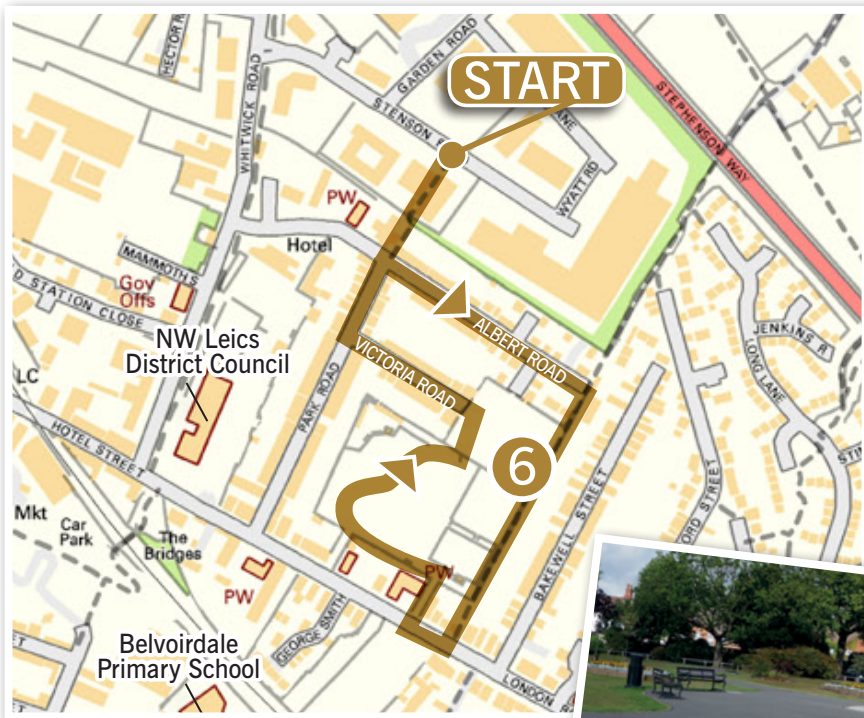 HECTOR R
WHITWICK ROAD
GARDEN ROAD
START
STENSON R
ANE
WYATT RD
STEPHENSON WAY
PW
Hotel
MAMMOTH S
Gov
Offs
D STATION CLOSE
NW Leics
District Council
LC
ALBERT ROAD
VICTORIA ROAD
PARK ROAD
JENKINS R
LONG LANE
STIN
HOTEL STREET
6
BAKEWELL STREET
FORD STREET
Mkt
Car
Park
The
Bridges
PW
PW
GEORGE SMITH
Belvoirdale
Primary School
LONDON R